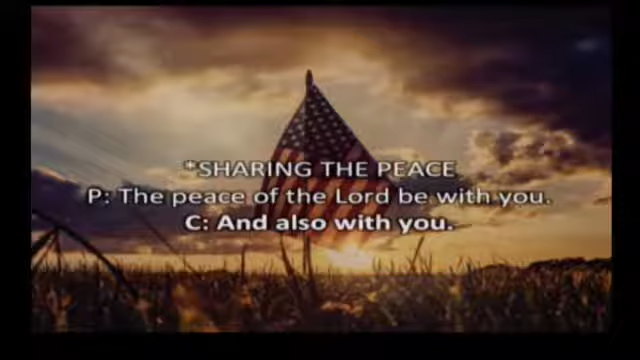 *SHARING THE PEACE
P: The peace of the Lord be with you.
C: And also with you.